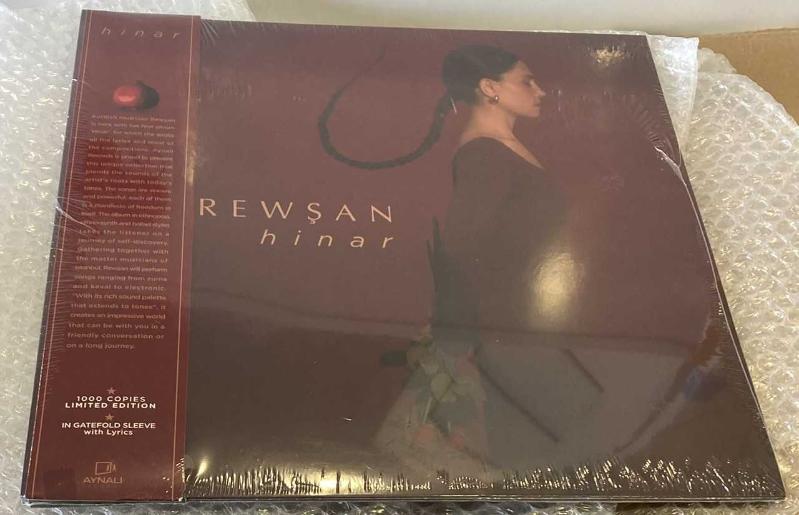 hinar
Kurdish musician Rewşan
is here with her first album
"Hinar", for which she wrote
all the lyrics and most of
the compositions. Aynalı
Records is proud to present
this unique collection that
blends the sounds of the
artist's roots with today's
tones. The songs are sincere
and powerful, each of them
is a manifesto of freedom in
itself. The album in ethno-pop,
ethno-synth and ballad styles
takes the listener on a
journey of self-discovery.
Gathering together with
the master musicians of
Istanbul, Rewşan will perform
songs ranging from zurna
and kaval to electronic.
"With its rich sound palette
that extends to tones", it
creates an impressive world
that can be with you in a
friendly conversation or
on a long journey.
1000 COPIES
LIMITED EDITION
IN GATEFOLD SLEEVE
with Lyrics
AYNALI
REWŞAN
hinar